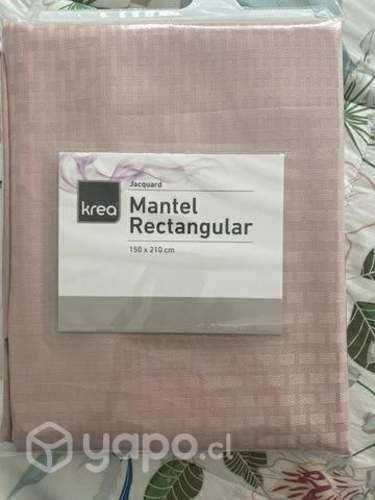 Jacquard
krea
Mantel
Rectangular
150 x 210 cm
yapo.cl